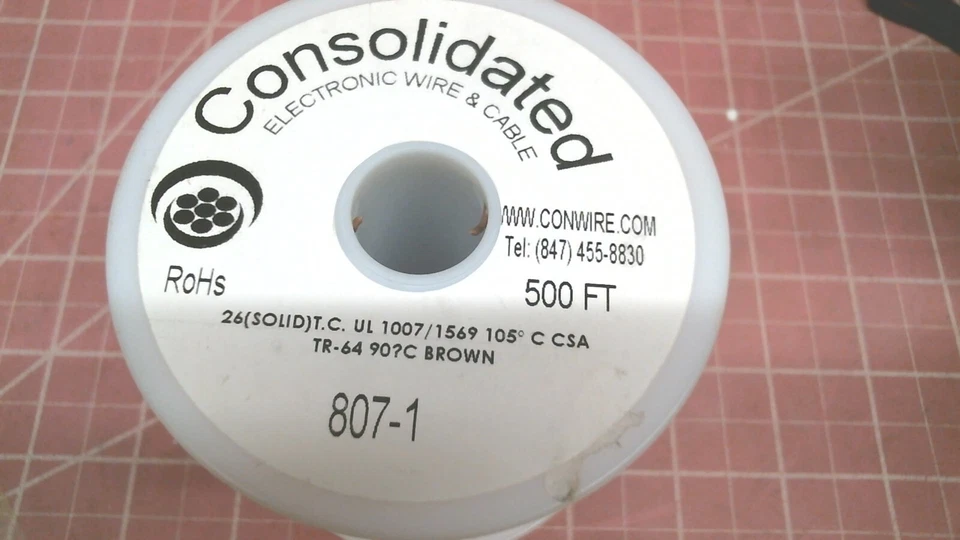 Consolidated
ELECTRONIC WIRE & CABLE
WWW.CONWIRE.COM
Tel: (847) 455-8830
RoHs
500 FT
26(SOLID)T.C. UL 1007/1569 105° C CSA
TR-64 90?C BROWN
807-1